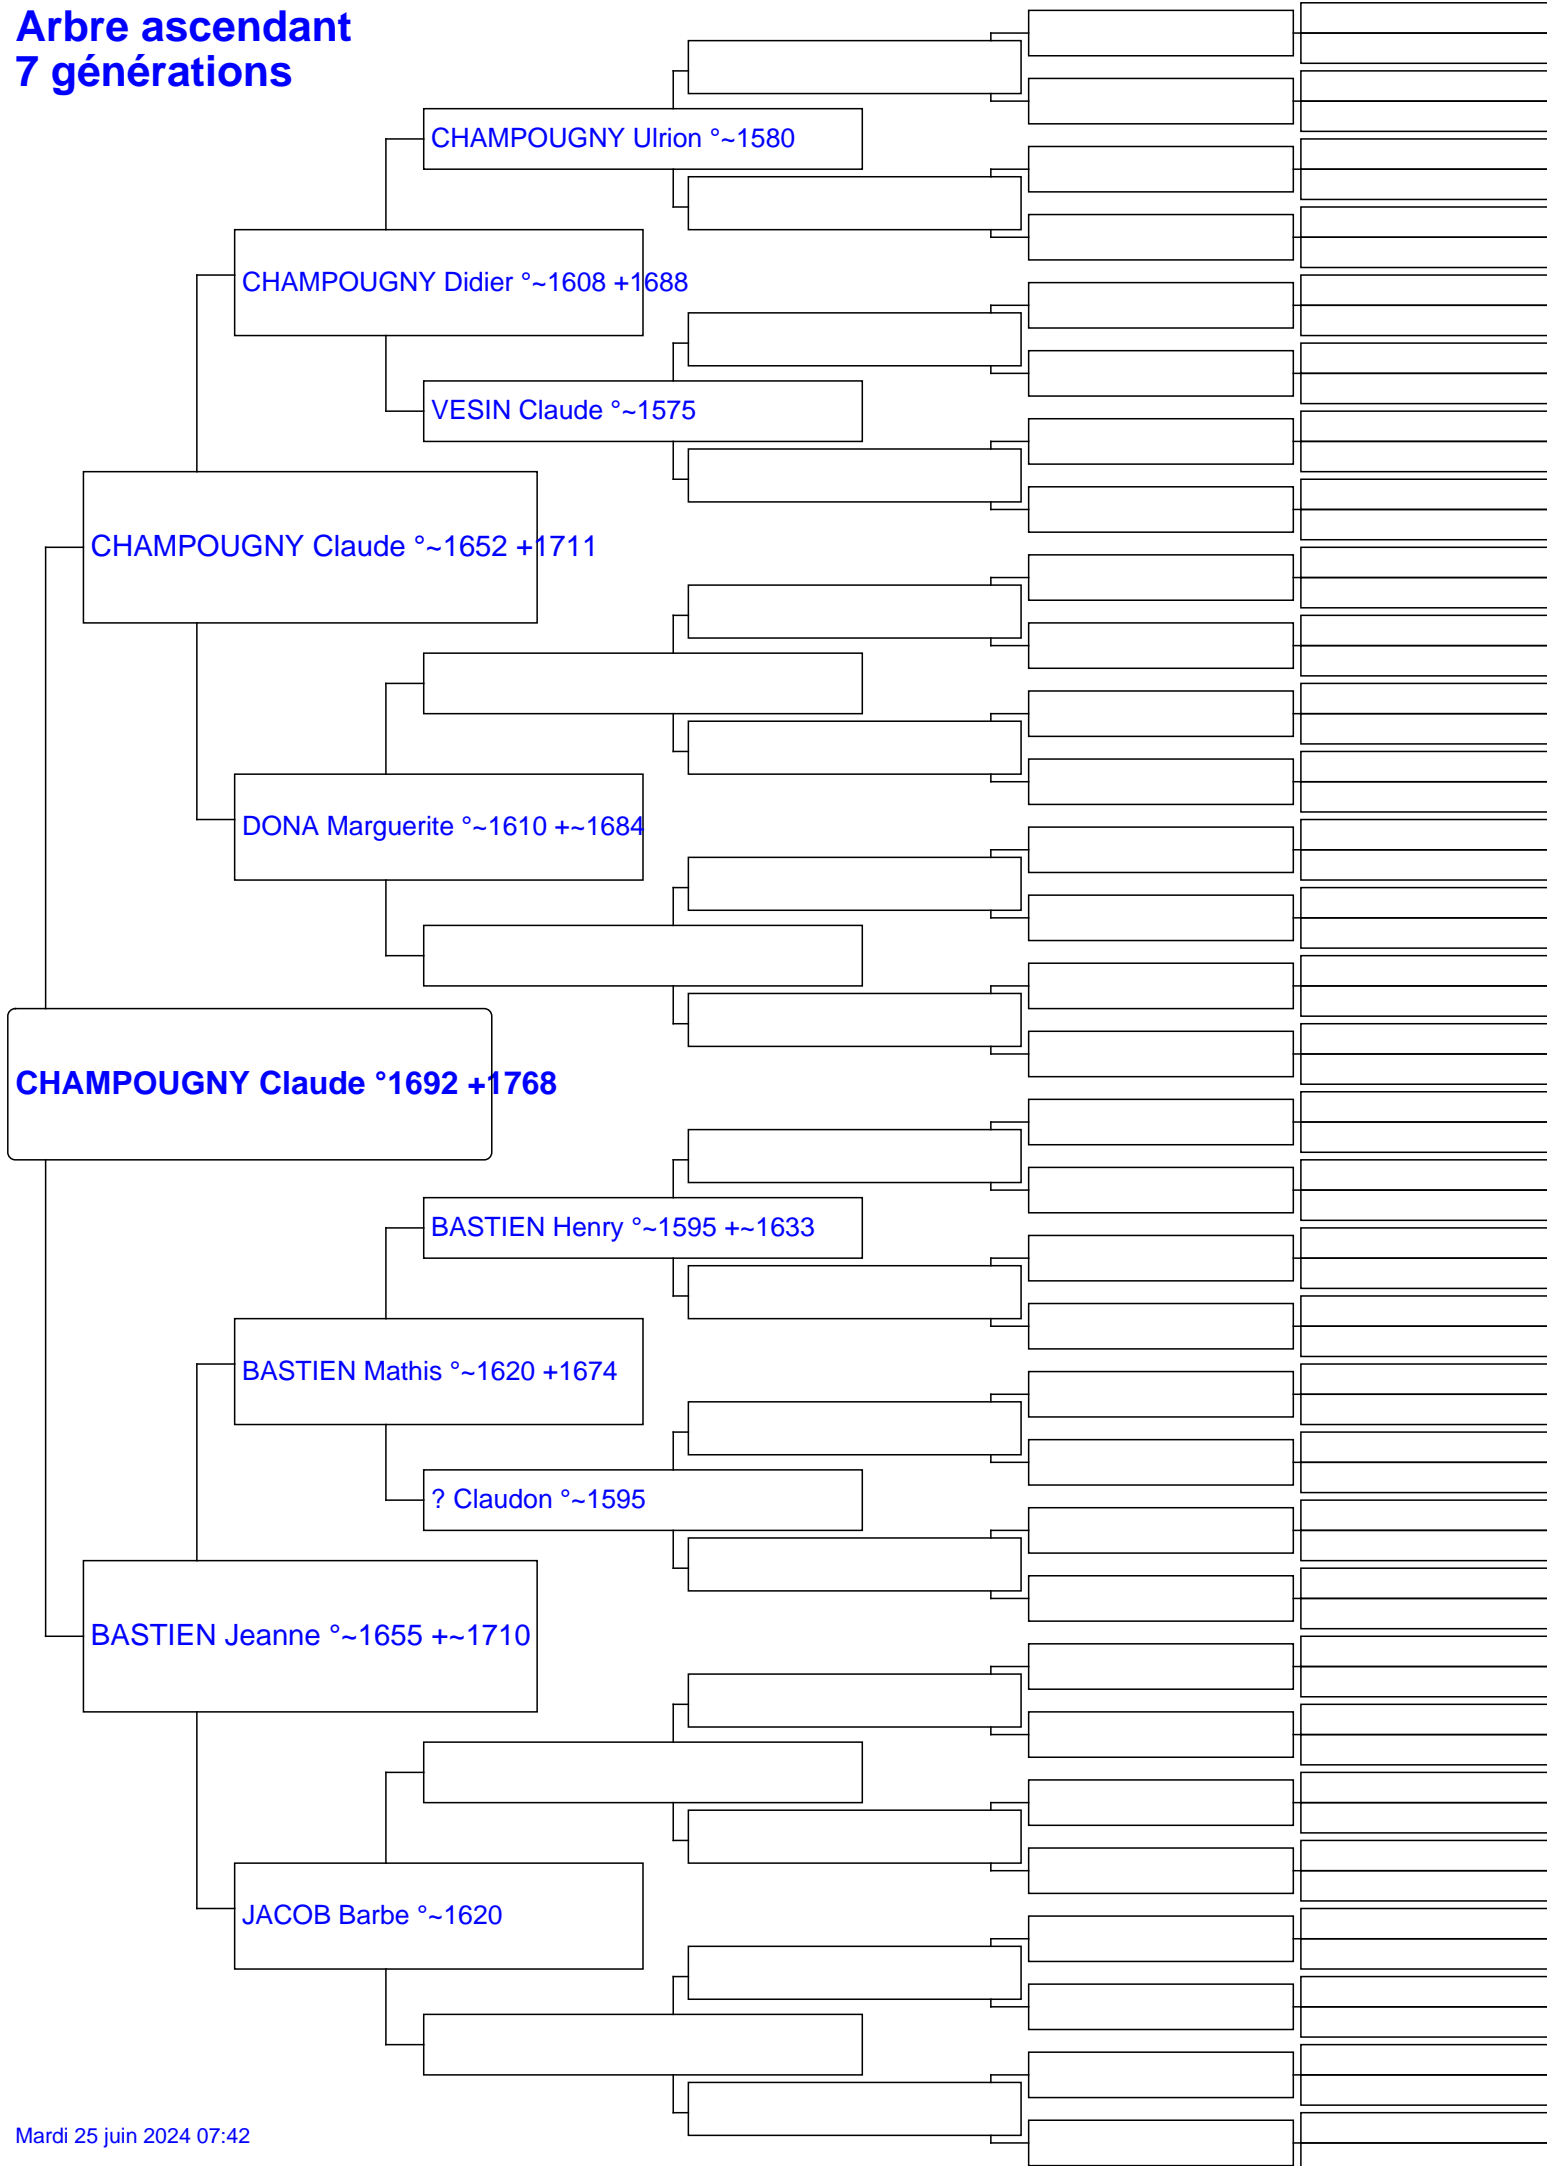 Arbre ascendant
7 générations
CHAMPOUGNY Ulrion °~1580
CHAMPOUGNY Didier °~1608 +1688
VESIN Claude °~1575
CHAMPOUGNY Claude °~1652 +1711
DONA Marguerite °~1610 +~1684
CHAMPOUGNY Claude °1692 +1768
BASTIEN Henry °~1595 +~1633
BASTIEN Mathis °~1620 +1674
? Claudon °~1595
BASTIEN Jeanne °~1655 +~1710
JACOB Barbe °~1620
Mardi 25 juin 2024 07:42